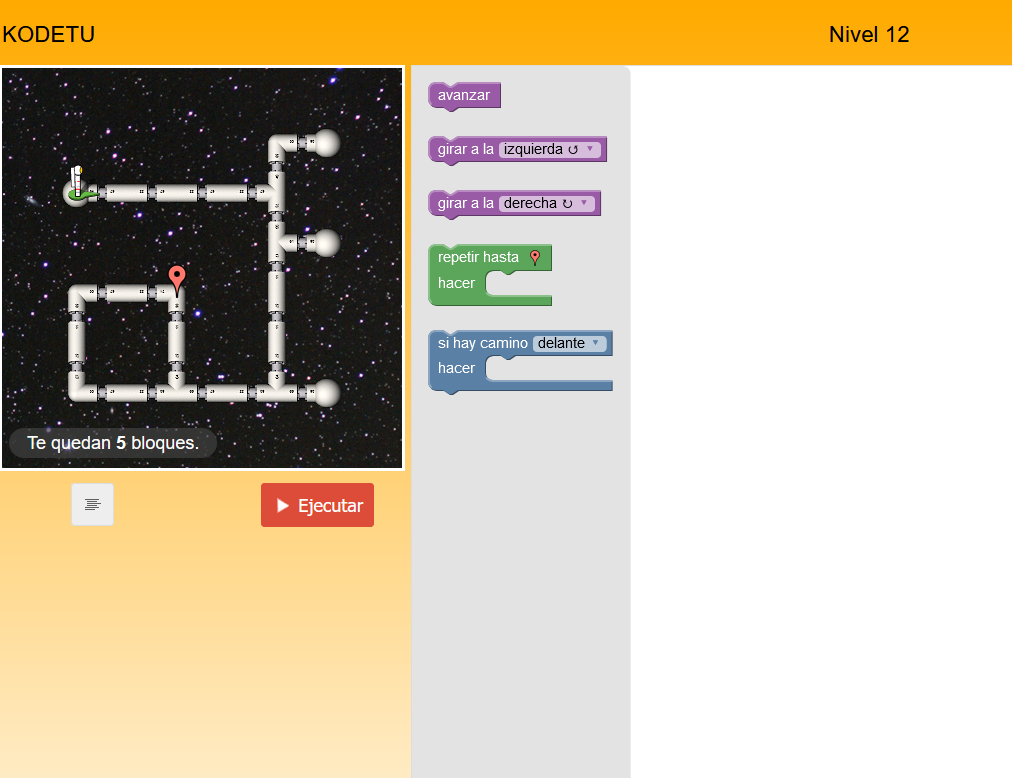 KODETU
Nivel 12
avanzar
girar a la izquierda ↺ ▼
girar a la derecha ↻ ▼
repetir hasta
hacer
si hay camino delante ▼
hacer
Te quedan 5 bloques.
Ejecutar